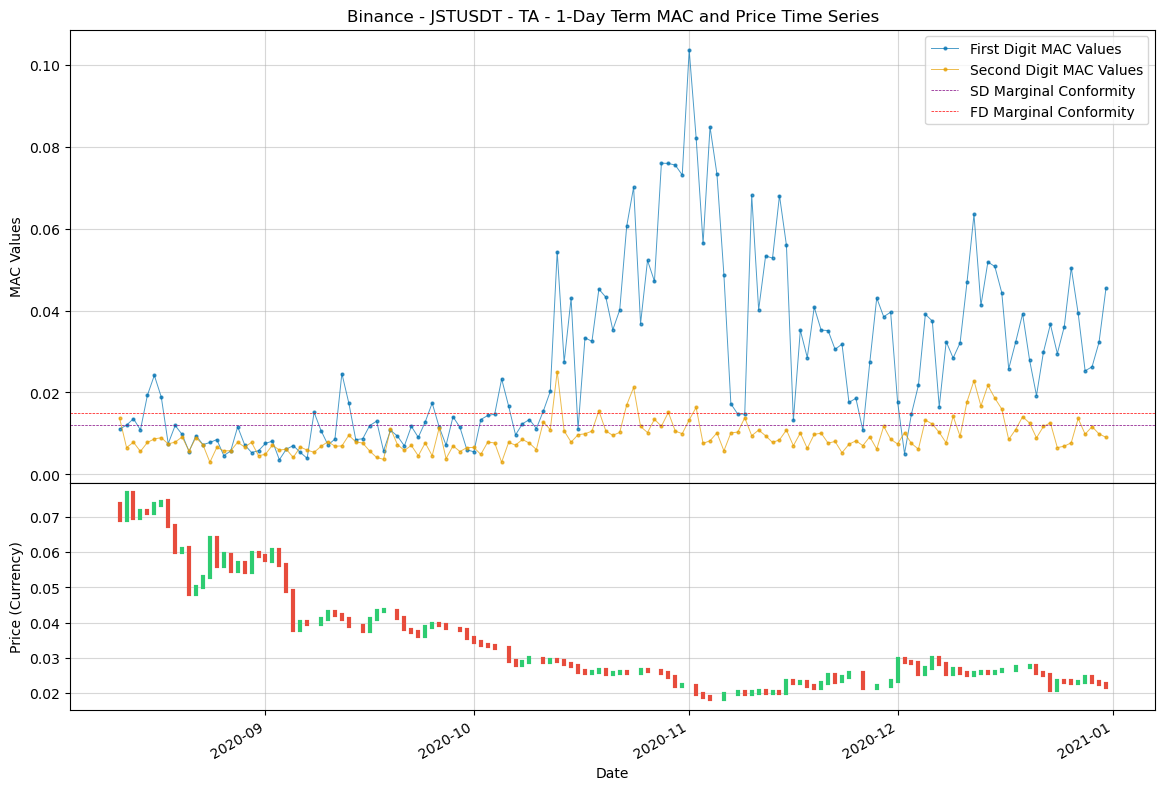 Binance - JSTUSDT - TA - 1-Day Term MAC and Price Time Series
First Digit MAC Values
Second Digit MAC Values
SD Marginal Conformity
FD Marginal Conformity
MAC Values
0.10
0.08
0.06
0.04
0.02
0.00
Price (Currency)
0.07
0.06
0.05
0.04
0.03
0.02
2020-09
2020-10
2020-11
2020-12
2021-01
Date